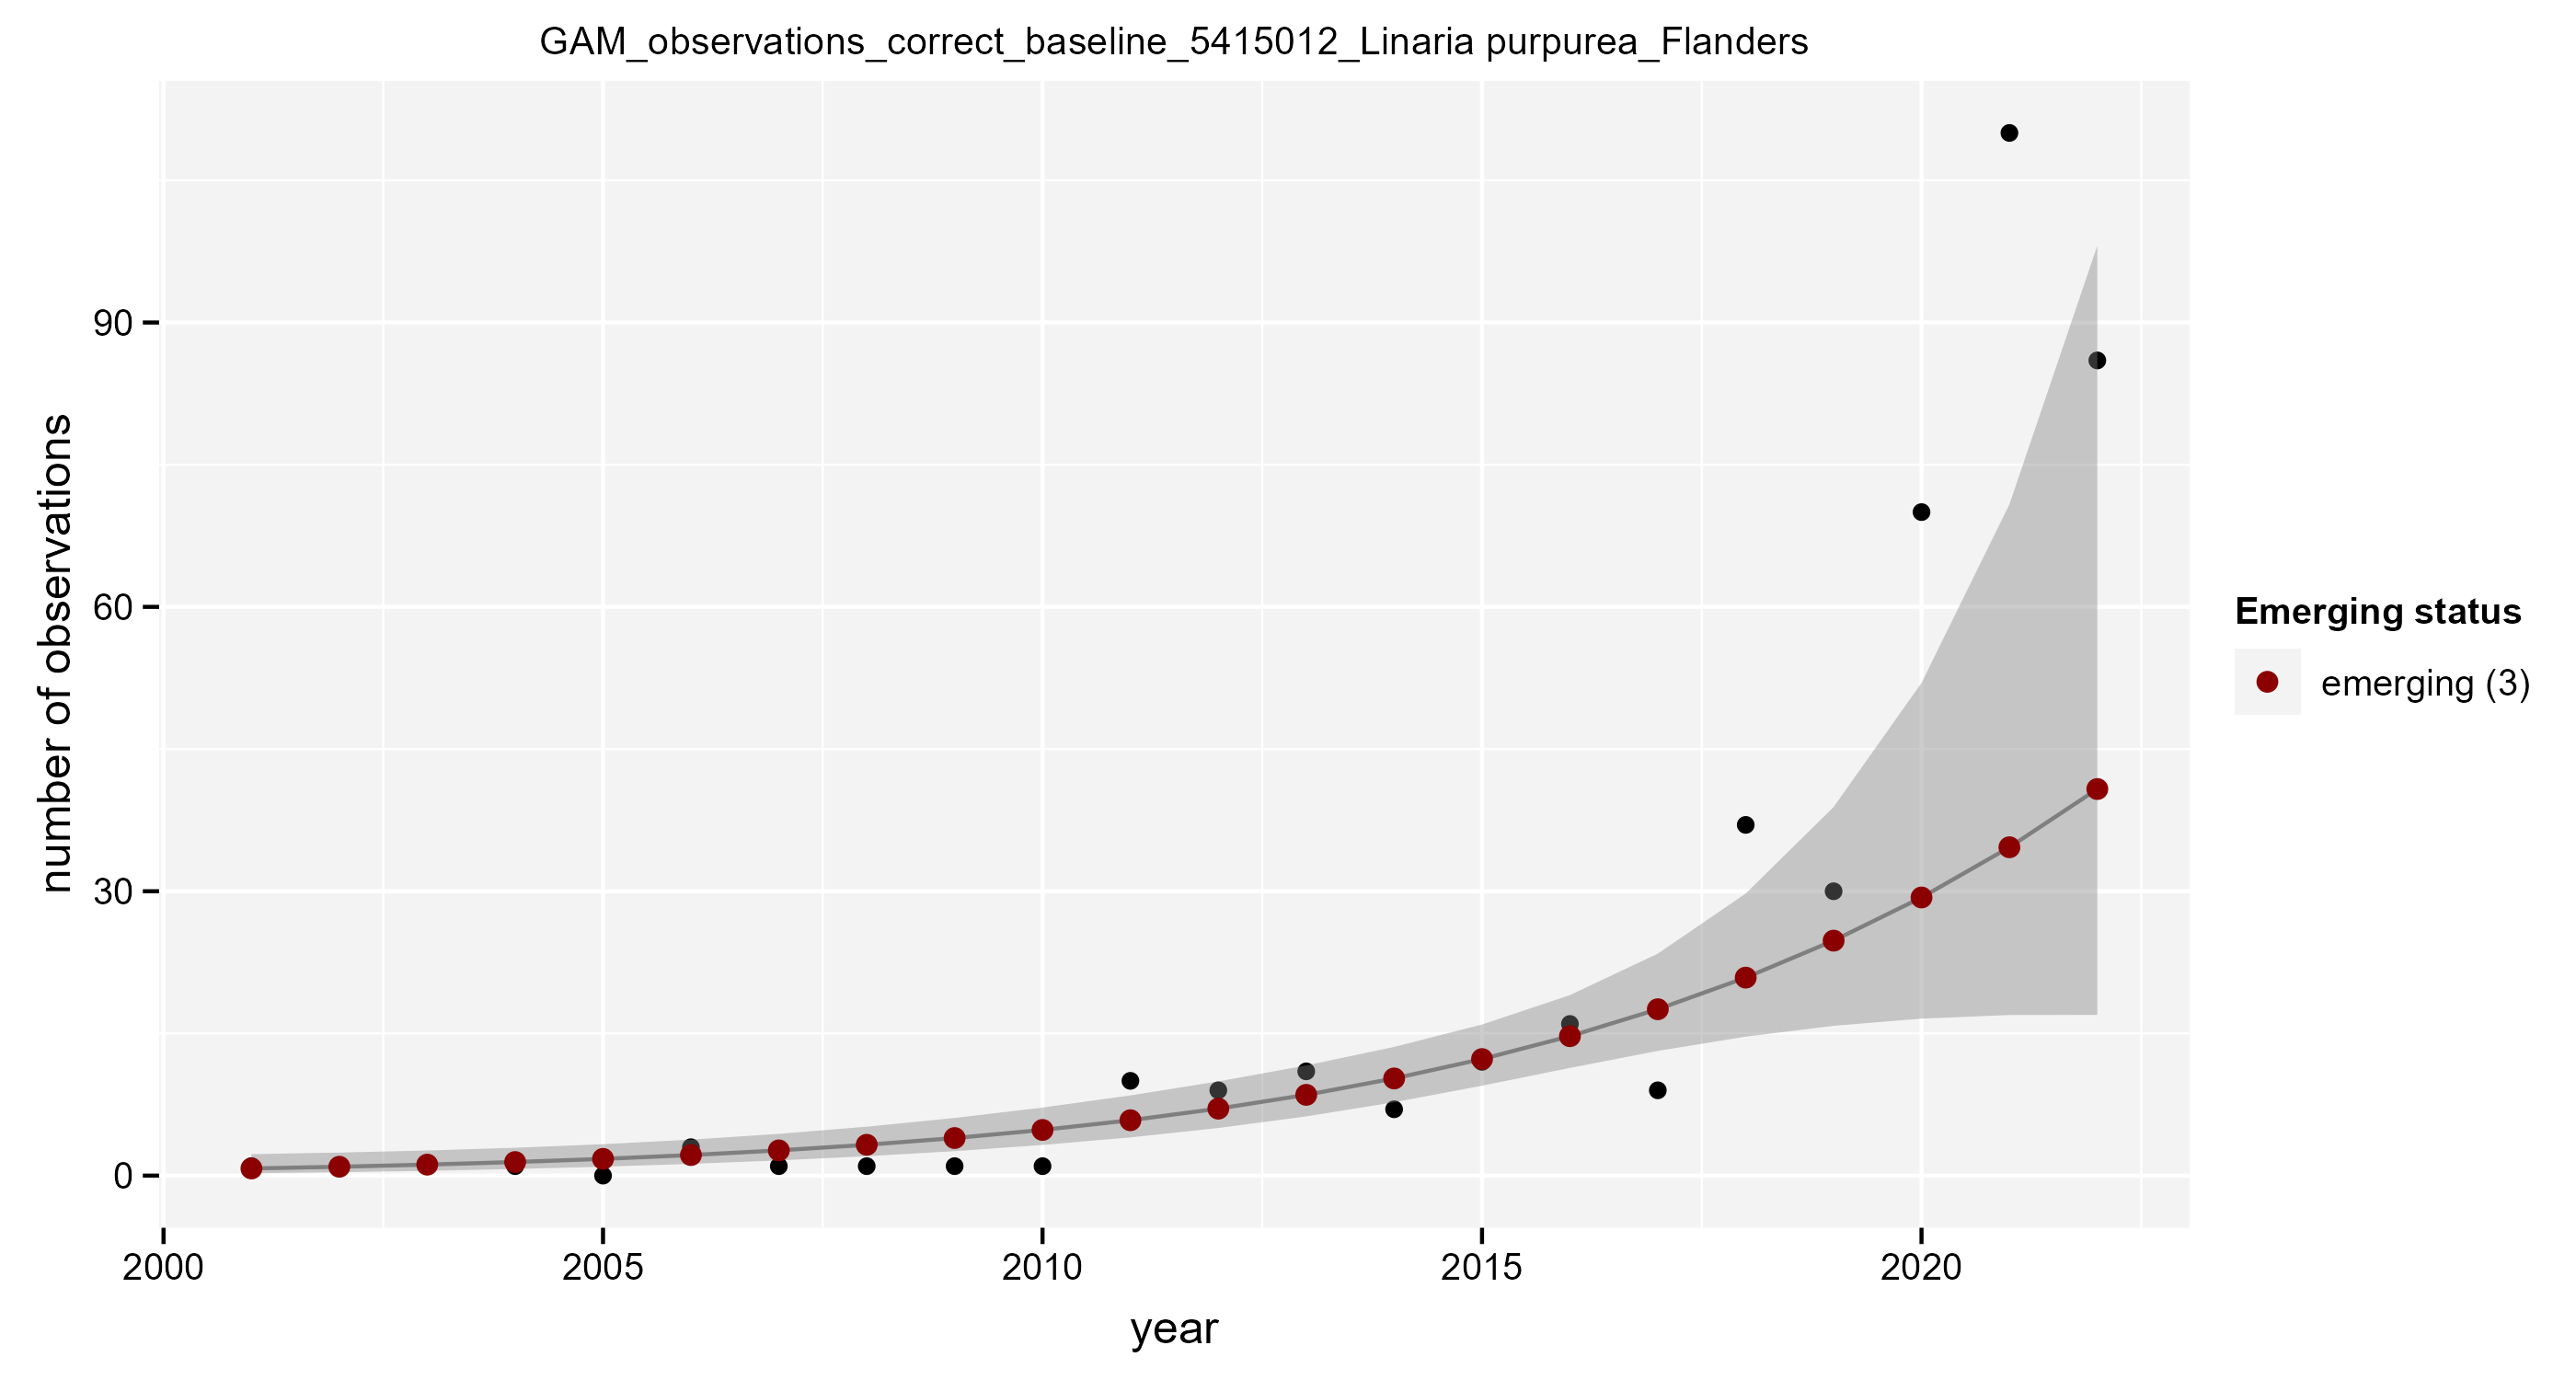 GAM_observations_correct_baseline_5415012_Linaria purpurea_Flanders
number of observations
90
60
30
0
2000
2005
2010
2015
2020
year
Emerging status
emerging (3)